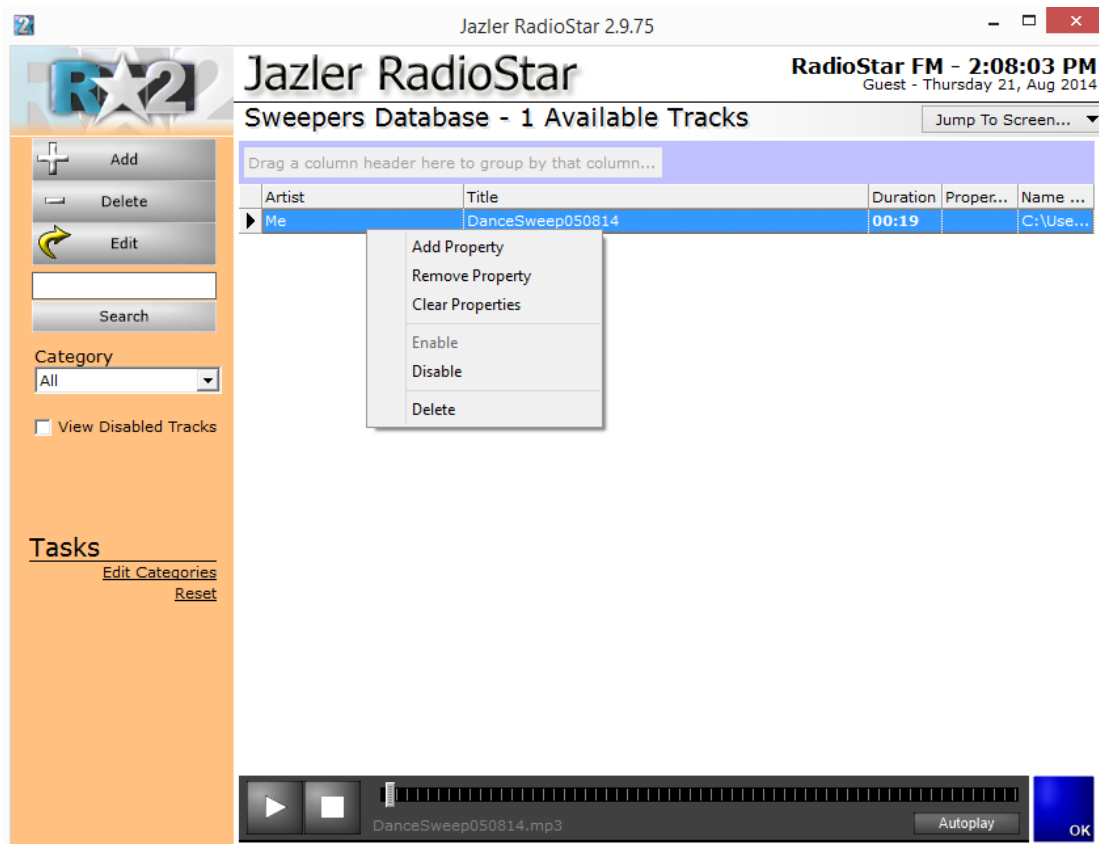 Jazler RadioStar 2.9.75
R 2
Jazler RadioStar
RadioStar FM - 2:08:03 PM
Guest - Thursday 21, Aug 2014
Sweepers Database - 1 Available Tracks
Jump To Screen...
Add
Delete
Edit
Search
Category
All
View Disabled Tracks
Tasks
Edit Categories
Reset
Drag a column header here to group by that column...
Artist Title Duration Proper... Name ...
Me DanceSweep050814 00:19 C:\Use...
Add Property
Remove Property
Clear Properties
Enable
Disable
Delete
DanceSweep050814.mp3
Autoplay
OK